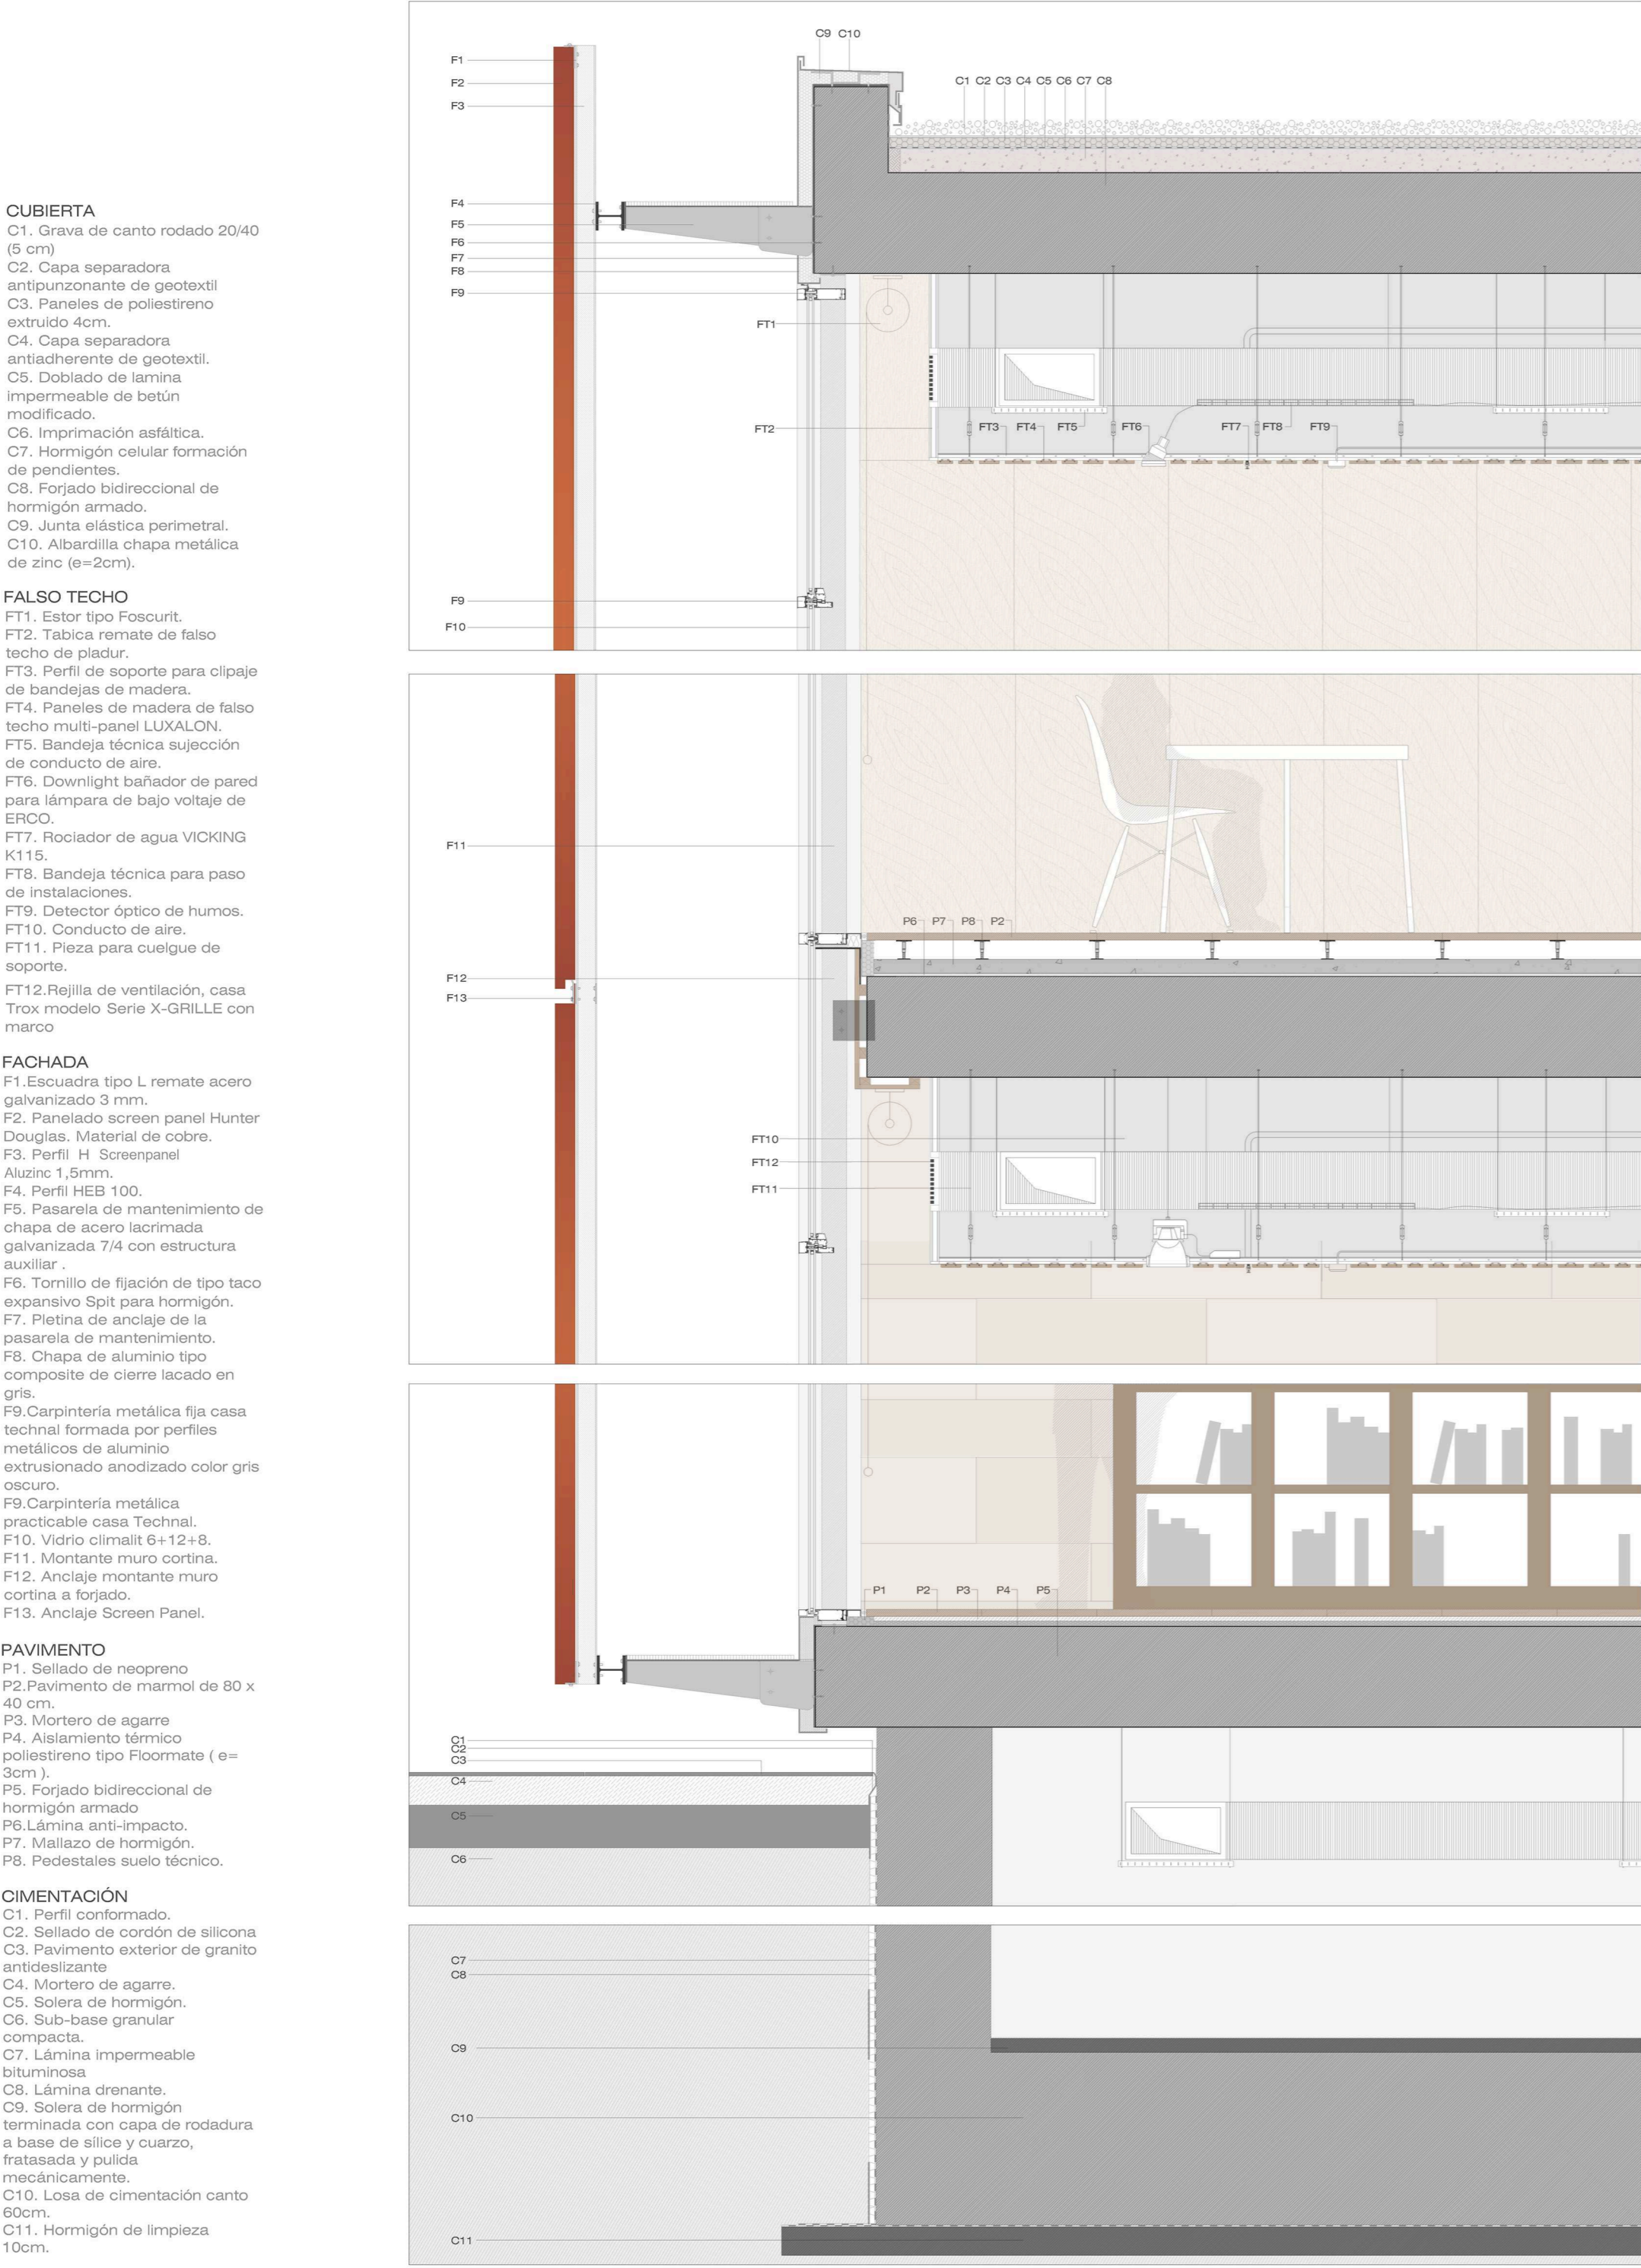 CUBIERTA
C1. Grava de canto rodado 20/40
(5 cm)
C2. Capa separadora
antipunzonante de geotextil
C3. Paneles de poliestireno
extruido 4cm.
C4. Capa separadora
antiadherente de geotextil.
C5. Doblado de lamina
impermeable de betún
modificado.
C6. Imprimación asfáltica.
C7. Hormigón celular formación
de pendientes.
C8. Forjado bidireccional de
hormigón armado.
C9. Junta elástica perimetral.
C10. Albardilla chapa metálica
de zinc (e=2cm).
FALSO TECHO
FT1. Estor tipo Foscurit.
FT2. Tabica remate de falso
techo de pladur.
FT3. Perfil de soporte para clipaje
de bandejas de madera.
FT4. Paneles de madera de falso
techo multi-panel LUXALON.
FT5. Bandeja técnica sujección
de conducto de aire.
FT6. Downlight bañador de pared
para lámpara de bajo voltaje de
ERCO.
FT7. Rociador de agua VICKING
K115.
FT8. Bandeja técnica para paso
de instalaciones.
FT9. Detector óptico de humos.
FT10. Conducto de aire.
FT11. Pieza para cuelgue de
soporte.
FT12.Rejilla de ventilación, casa
Trox modelo Serie X-GRILLE con
marco
FACHADA
F1.Escuadra tipo L remate acero
galvanizado 3 mm.
F2. Panelado screen panel Hunter
Douglas. Material de cobre.
F3. Perfil H Screenpanel
Aluzinc 1,5mm.
F4. Perfil HEB 100.
F5. Pasarela de mantenimiento de
chapa de acero lacrimada
galvanizada 7/4 con estructura
auxiliar .
F6. Tornillo de fijación de tipo taco
expansivo Spit para hormigón.
F7. Pletina de anclaje de la
pasarela de mantenimiento.
F8. Chapa de aluminio tipo
composite de cierre lacado en
gris.
F9.Carpintería metálica fija casa
technal formada por perfiles
metálicos de aluminio
extrusionado anodizado color gris
oscuro.
F9.Carpintería metálica
practicable casa Technal.
F10. Vidrio climalit 6+12+8.
F11. Montante muro cortina.
F12. Anclaje montante muro
cortina a forjado.
F13. Anclaje Screen Panel.
PAVIMENTO
P1. Sellado de neopreno
P2.Pavimento de marmol de 80 x
40 cm.
P3. Mortero de agarre
P4. Aislamiento térmico
poliestireno tipo Floormate ( e=
3cm ).
P5. Forjado bidireccional de
hormigón armado
P6.Lámina anti-impacto.
P7. Mallazo de hormigón.
P8. Pedestales suelo técnico.
CIMENTACIÓN
C1. Perfil conformado.
C2. Sellado de cordón de silicona
C3. Pavimento exterior de granito
antideslizante
C4. Mortero de agarre.
C5. Solera de hormigón.
C6. Sub-base granular
compacta.
C7. Lámina impermeable
bituminosa
C8. Lámina drenante.
C9. Solera de hormigón
terminada con capa de rodadura
a base de sílice y cuarzo,
fratasada y pulida
mecánicamente.
C10. Losa de cimentación canto
60cm.
C11. Hormigón de limpieza
10cm.
C9 C10
F1
F2
F3
C1 C2 C3 C4 C5 C6 C7 C8
F4
F5
F6
F7
F8
F9
FT1
FT2
FT3 FT4 FT5 FT6 FT7 FT8 FT9
F9
F10
F11
P6 P7 P8 P2
F12
F13
FT10
FT12
FT11
P1 P2 P3 P4 P5
C1
C2
C3
C4
C5
C6
C7
C8
C9
C10
C11